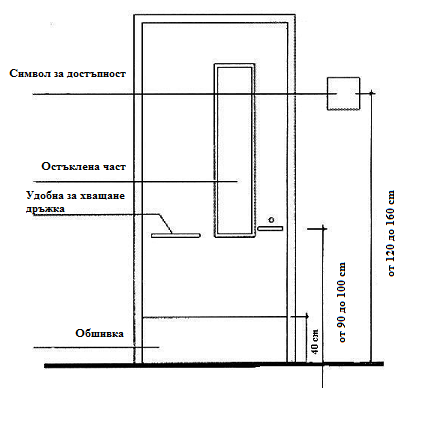 Символ за достъпност
Остъклена част
Удобна за хващане
дръжка
Обшивка
40 cm
от 90 до 100 cm
от 120 до 160 cm